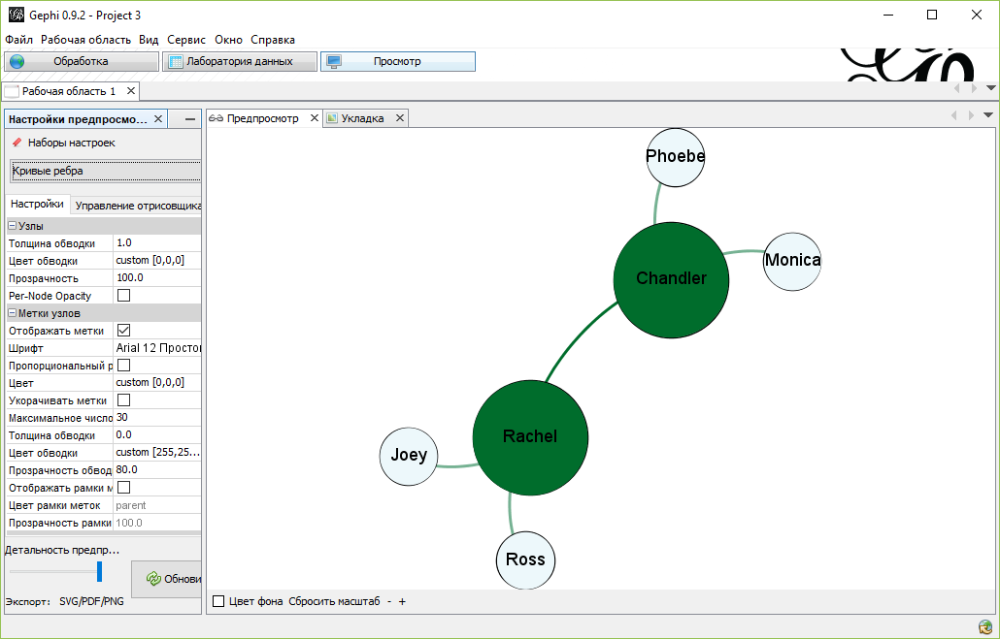 Gephi 0.9.2 - Project 3
Файл Рабочая область Вид Сервис Окно Справка
Обработка Лаборатория данных Просмотр
Рабочая область 1
Настройки предпросмо...
Наборы настроек
Кривые ребра
Настройки Управление отрисовщика
Узлы
Толщина обводки 1.0
Цвет обводки custom [0,0,0]
Прозрачность 100.0
Per-Node Opacity
Метки узлов
Отображать метки
Шрифт Arial 12 Простой
Пропорциональный р
Цвет custom [0,0,0]
Укорачивать метки
Максимальное число 30
Толщина обводки 0.0
Цвет обводки custom [255,25...
Прозрачность обвод 80.0
Отображать рамки м
Цвет рамки меток parent
Прозрачность рамки 100.0
Детальность предпр...
Обнови
Экспорт: SVG/PDF/PNG
Предпросмотр Укладка
Phoebe
Monica
Chandler
Rachel
Joey
Ross
Цвет фона Сбросить масштаб - +